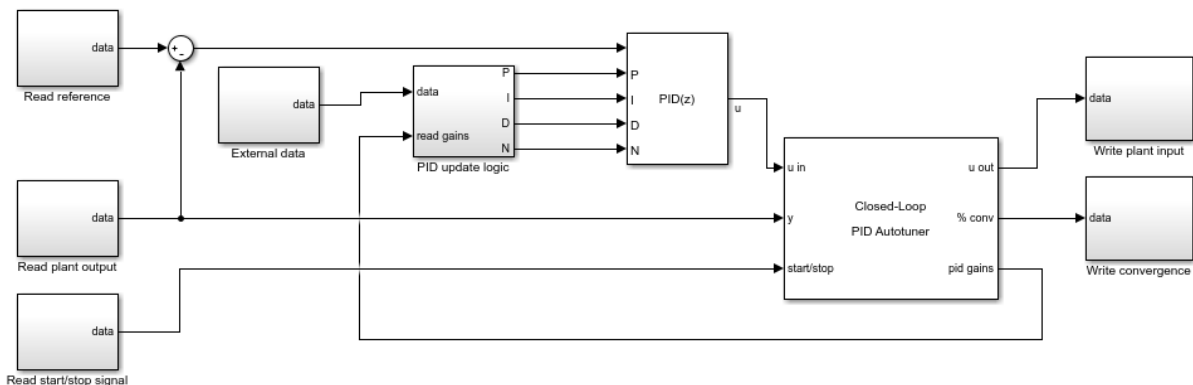 data
Read reference
+
-
data
External data
data
read gains
P
I
D
N
PID update logic
P
I
D
N
PID(z)
u
data
Read plant output
data
Read start/stop signal
u in
y
start/stop
Closed-Loop
PID Autotuner
u out
% conv
pid gains
data
Write plant input
data
Write convergence